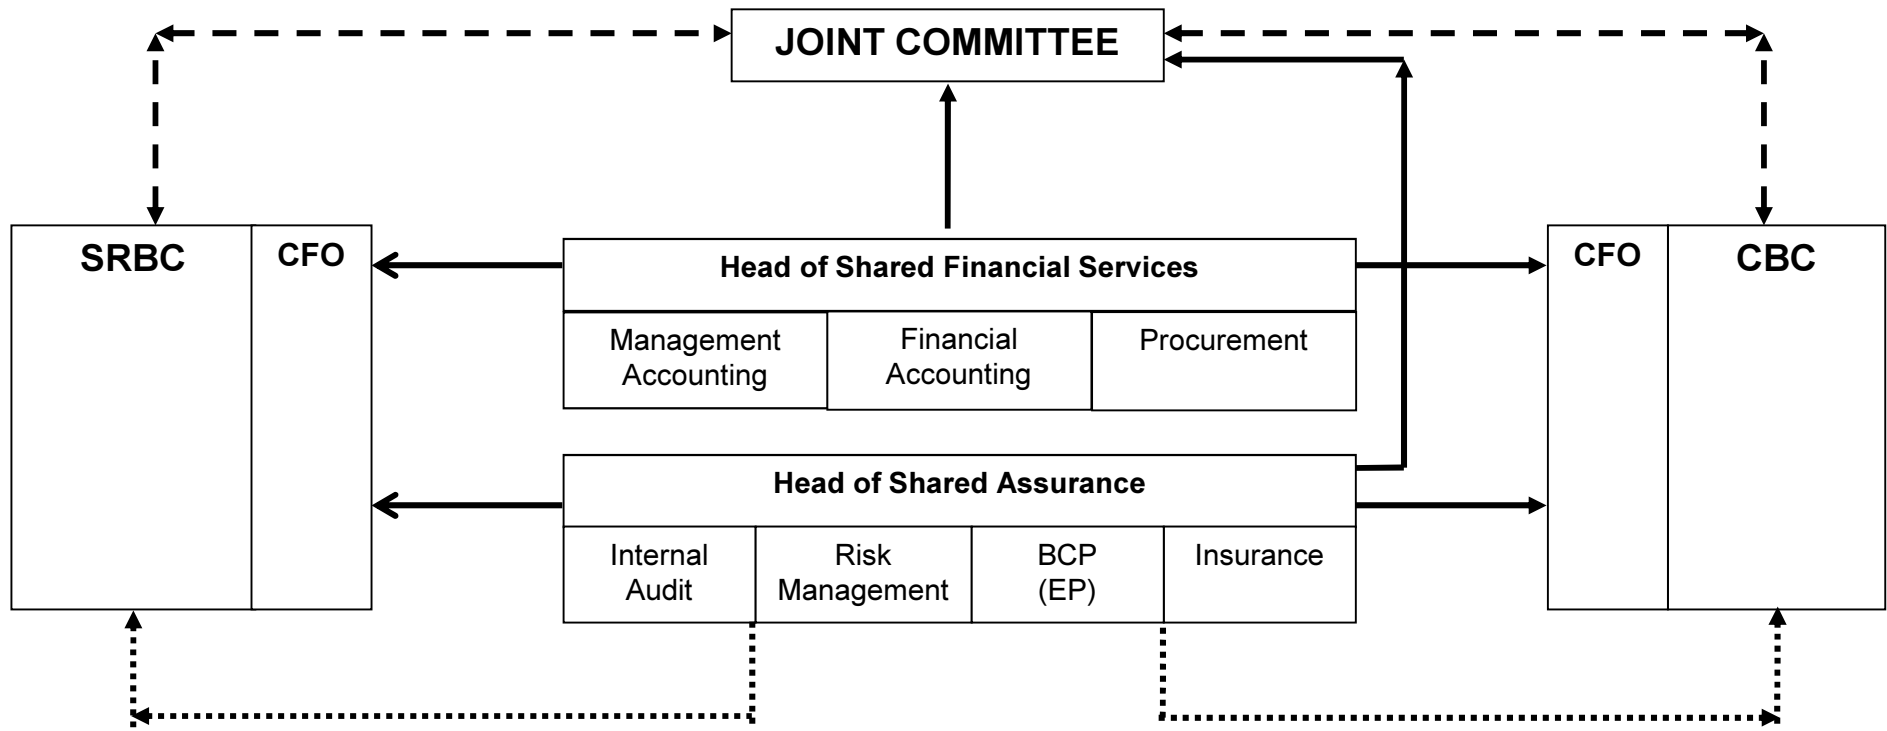 JOINT COMMITTEE
SRBC
CFO
Head of Shared Financial Services
CFO
CBC
Management
Accounting
Financial
Accounting
Procurement
Head of Shared Assurance
Internal
Audit
Risk
Management
BCP
(EP)
Insurance